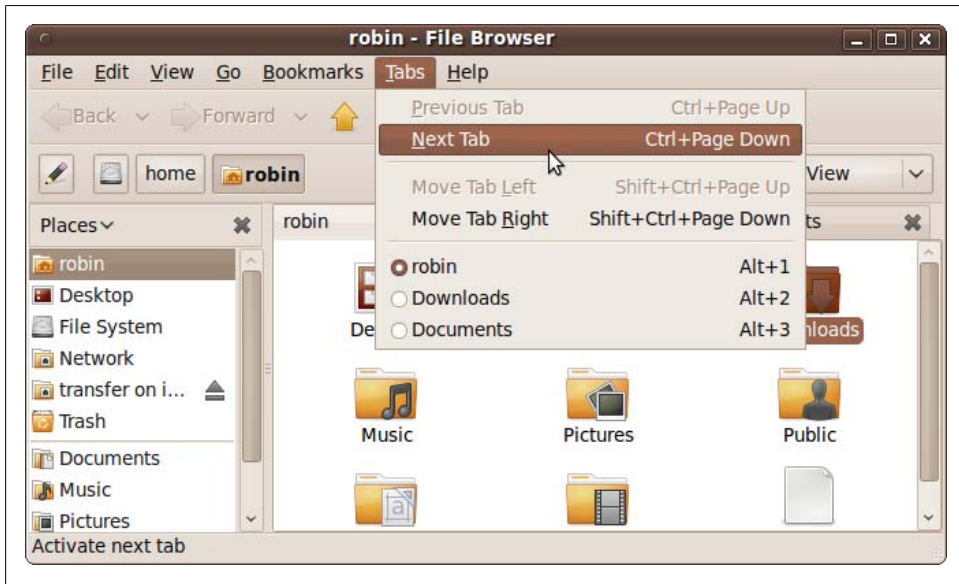 robin - File Browser
File Edit View Go Bookmarks Tabs Help
Back Forward
Previous Tab Ctrl+Page Up
Next Tab Ctrl+Page Down
Move Tab Left Shift+Ctrl+Page Up
Move Tab Right Shift+Ctrl+Page Down
robin Alt+1
Downloads Alt+2
Documents Alt+3
home robin View
Places robin ts
robin
Desktop
File System
Network
transfer on i...
Trash
Documents
Music
Pictures
De nloads
Music Pictures Public
a
Activate next tab